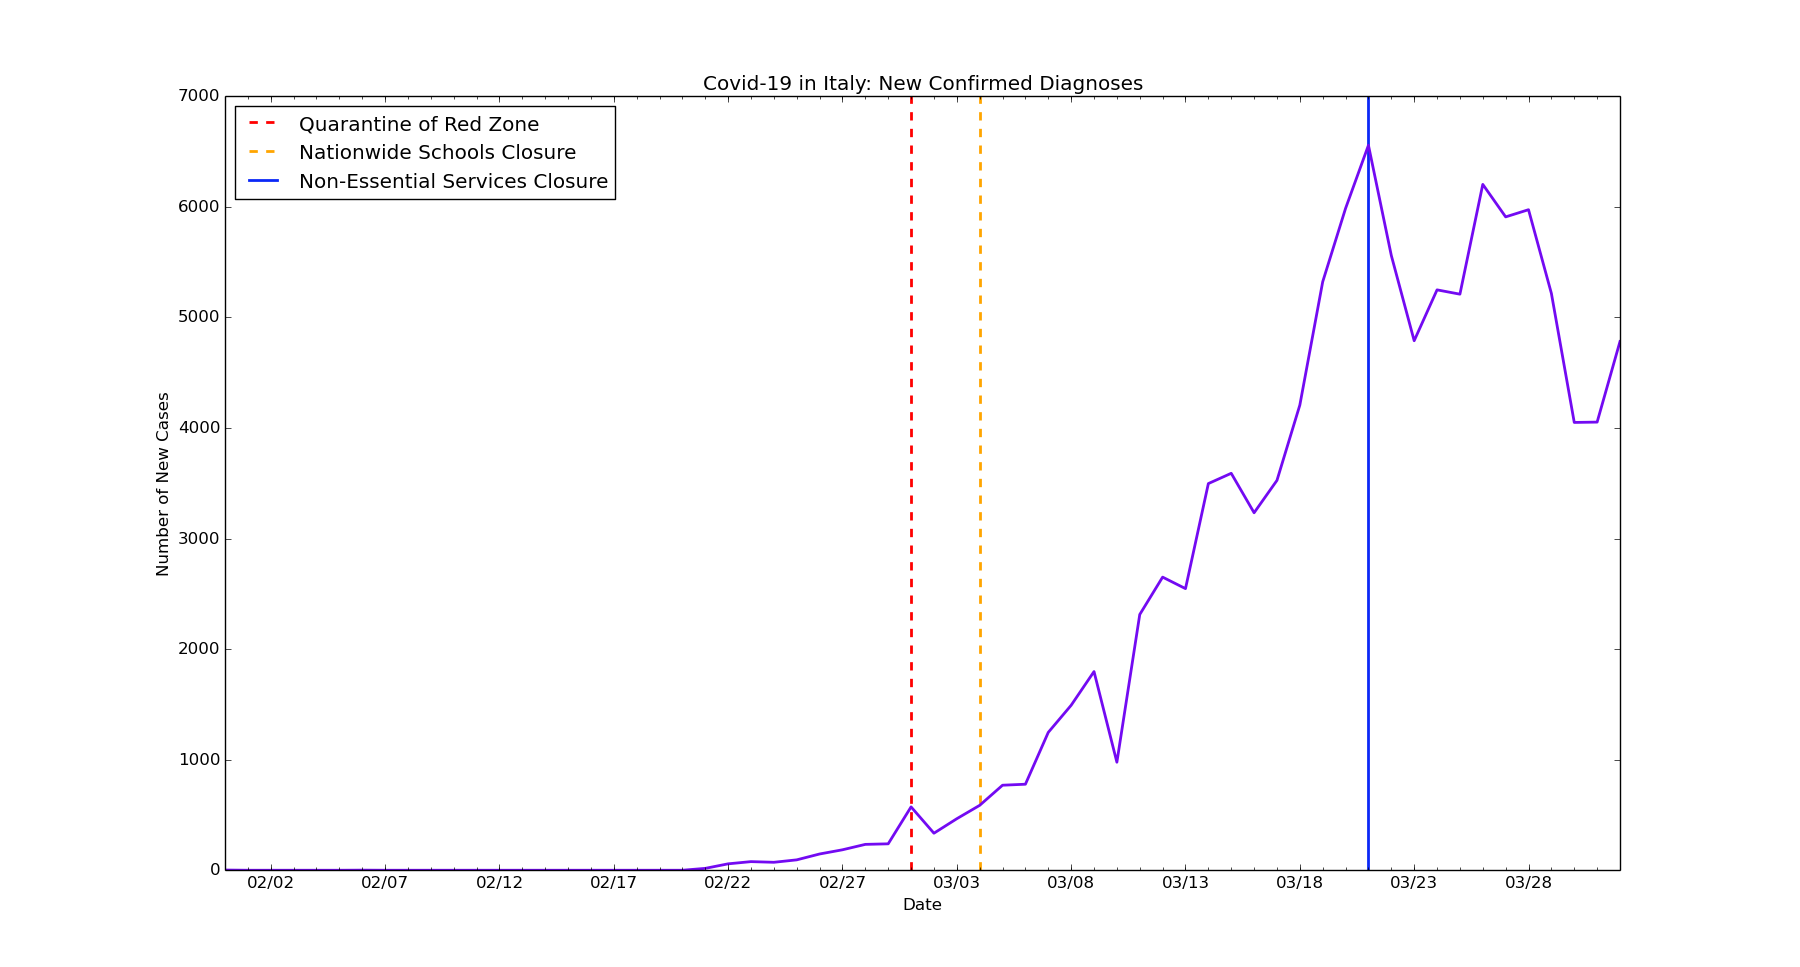 Covid-19 in Italy: New Confirmed Diagnoses
7000
6000
5000
4000
3000
2000
1000
0
Number of New Cases
Quarantine of Red Zone
Nationwide Schools Closure
Non-Essential Services Closure
02/02 02/07 02/12 02/17 02/22 02/27 03/03 03/08 03/13 03/18 03/23 03/28
Date